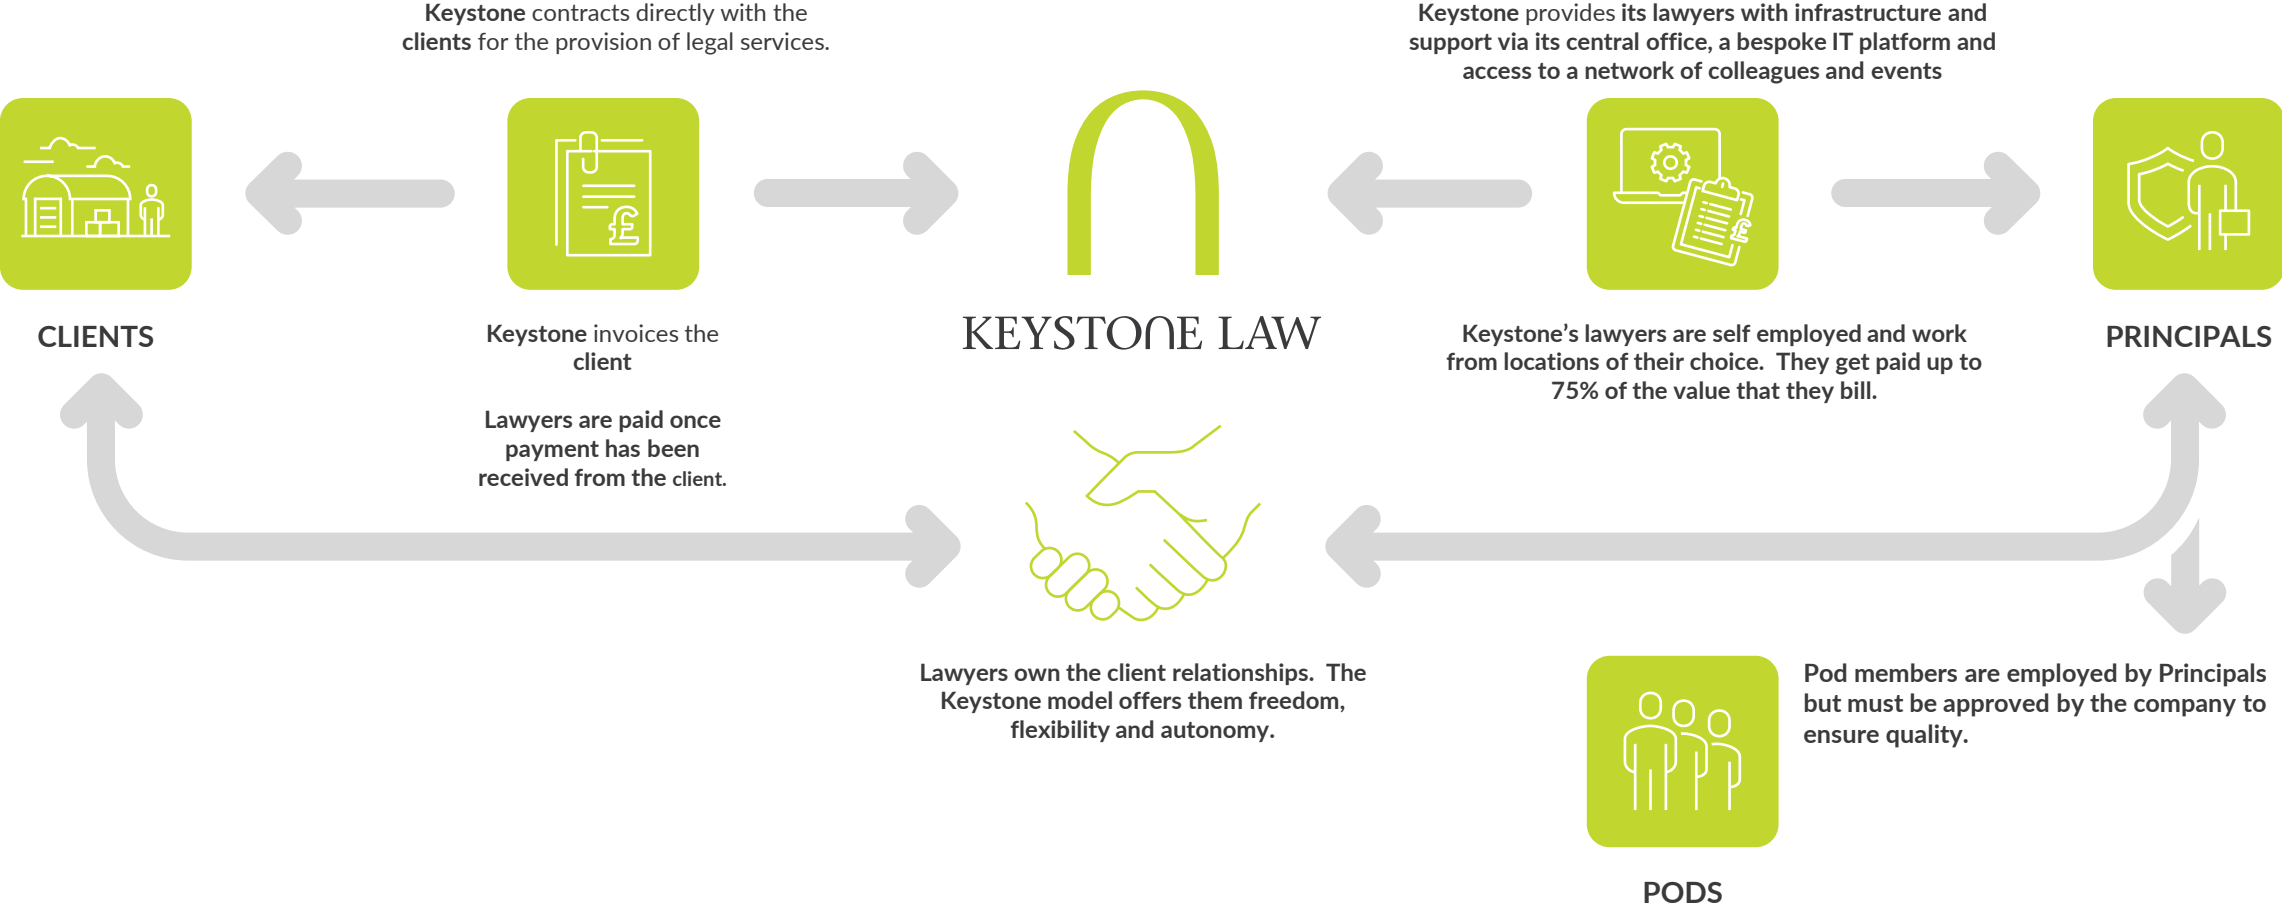 Keystone contracts directly with the
clients for the provision of legal services.
Keystone provides its lawyers with infrastructure and
support via its central office, a bespoke IT platform and
access to a network of colleagues and events
£
£
CLIENTS
Keystone invoices the
client
Lawyers are paid once
payment has been
received from the client.
KEYSTONE LAW
Keystone’s lawyers are self employed and work
from locations of their choice.  They get paid up to
75% of the value that they bill.
PRINCIPALS
Lawyers own the client relationships.  The
Keystone model offers them freedom,
flexibility and autonomy.
Pod members are employed by Principals
but must be approved by the company to
ensure quality.
PODS